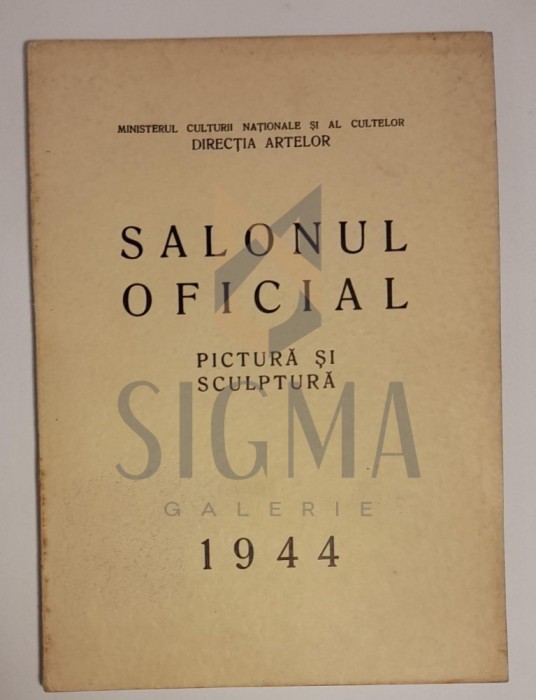 MINISTERUL CULTURII NAȚIONALE ȘI AL CULTELOR
DIRECȚIA ARTELOR
SALONUL
OFICIAL
PICTURĂ ȘI
SCULPTURĂ
SIGMA
GALERIE
1944